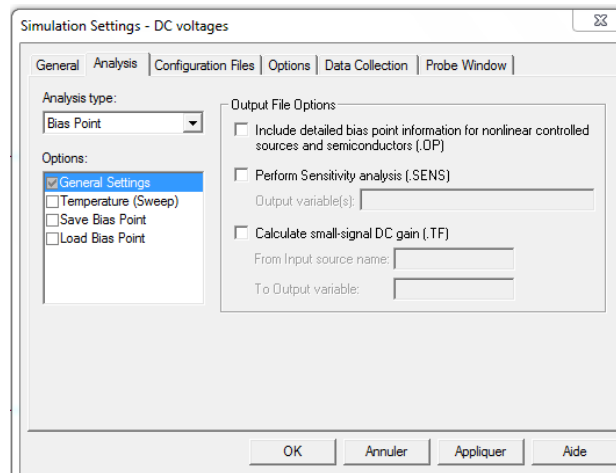 Simulation Settings - DC voltages
General Analysis Configuration Files Options Data Collection Probe Window
Analysis type:
Bias Point
Options:
General Settings
Temperature (Sweep)
Save Bias Point
Load Bias Point
Output File Options
Include detailed bias point information for nonlinear controlled
sources and semiconductors (.OP)
Perform Sensitivity analysis (.SENS)
Output variable(s):
Calculate small-signal DC gain (.TF)
From Input source name:
To Output variable:
OK Annuler Appliquer Aide